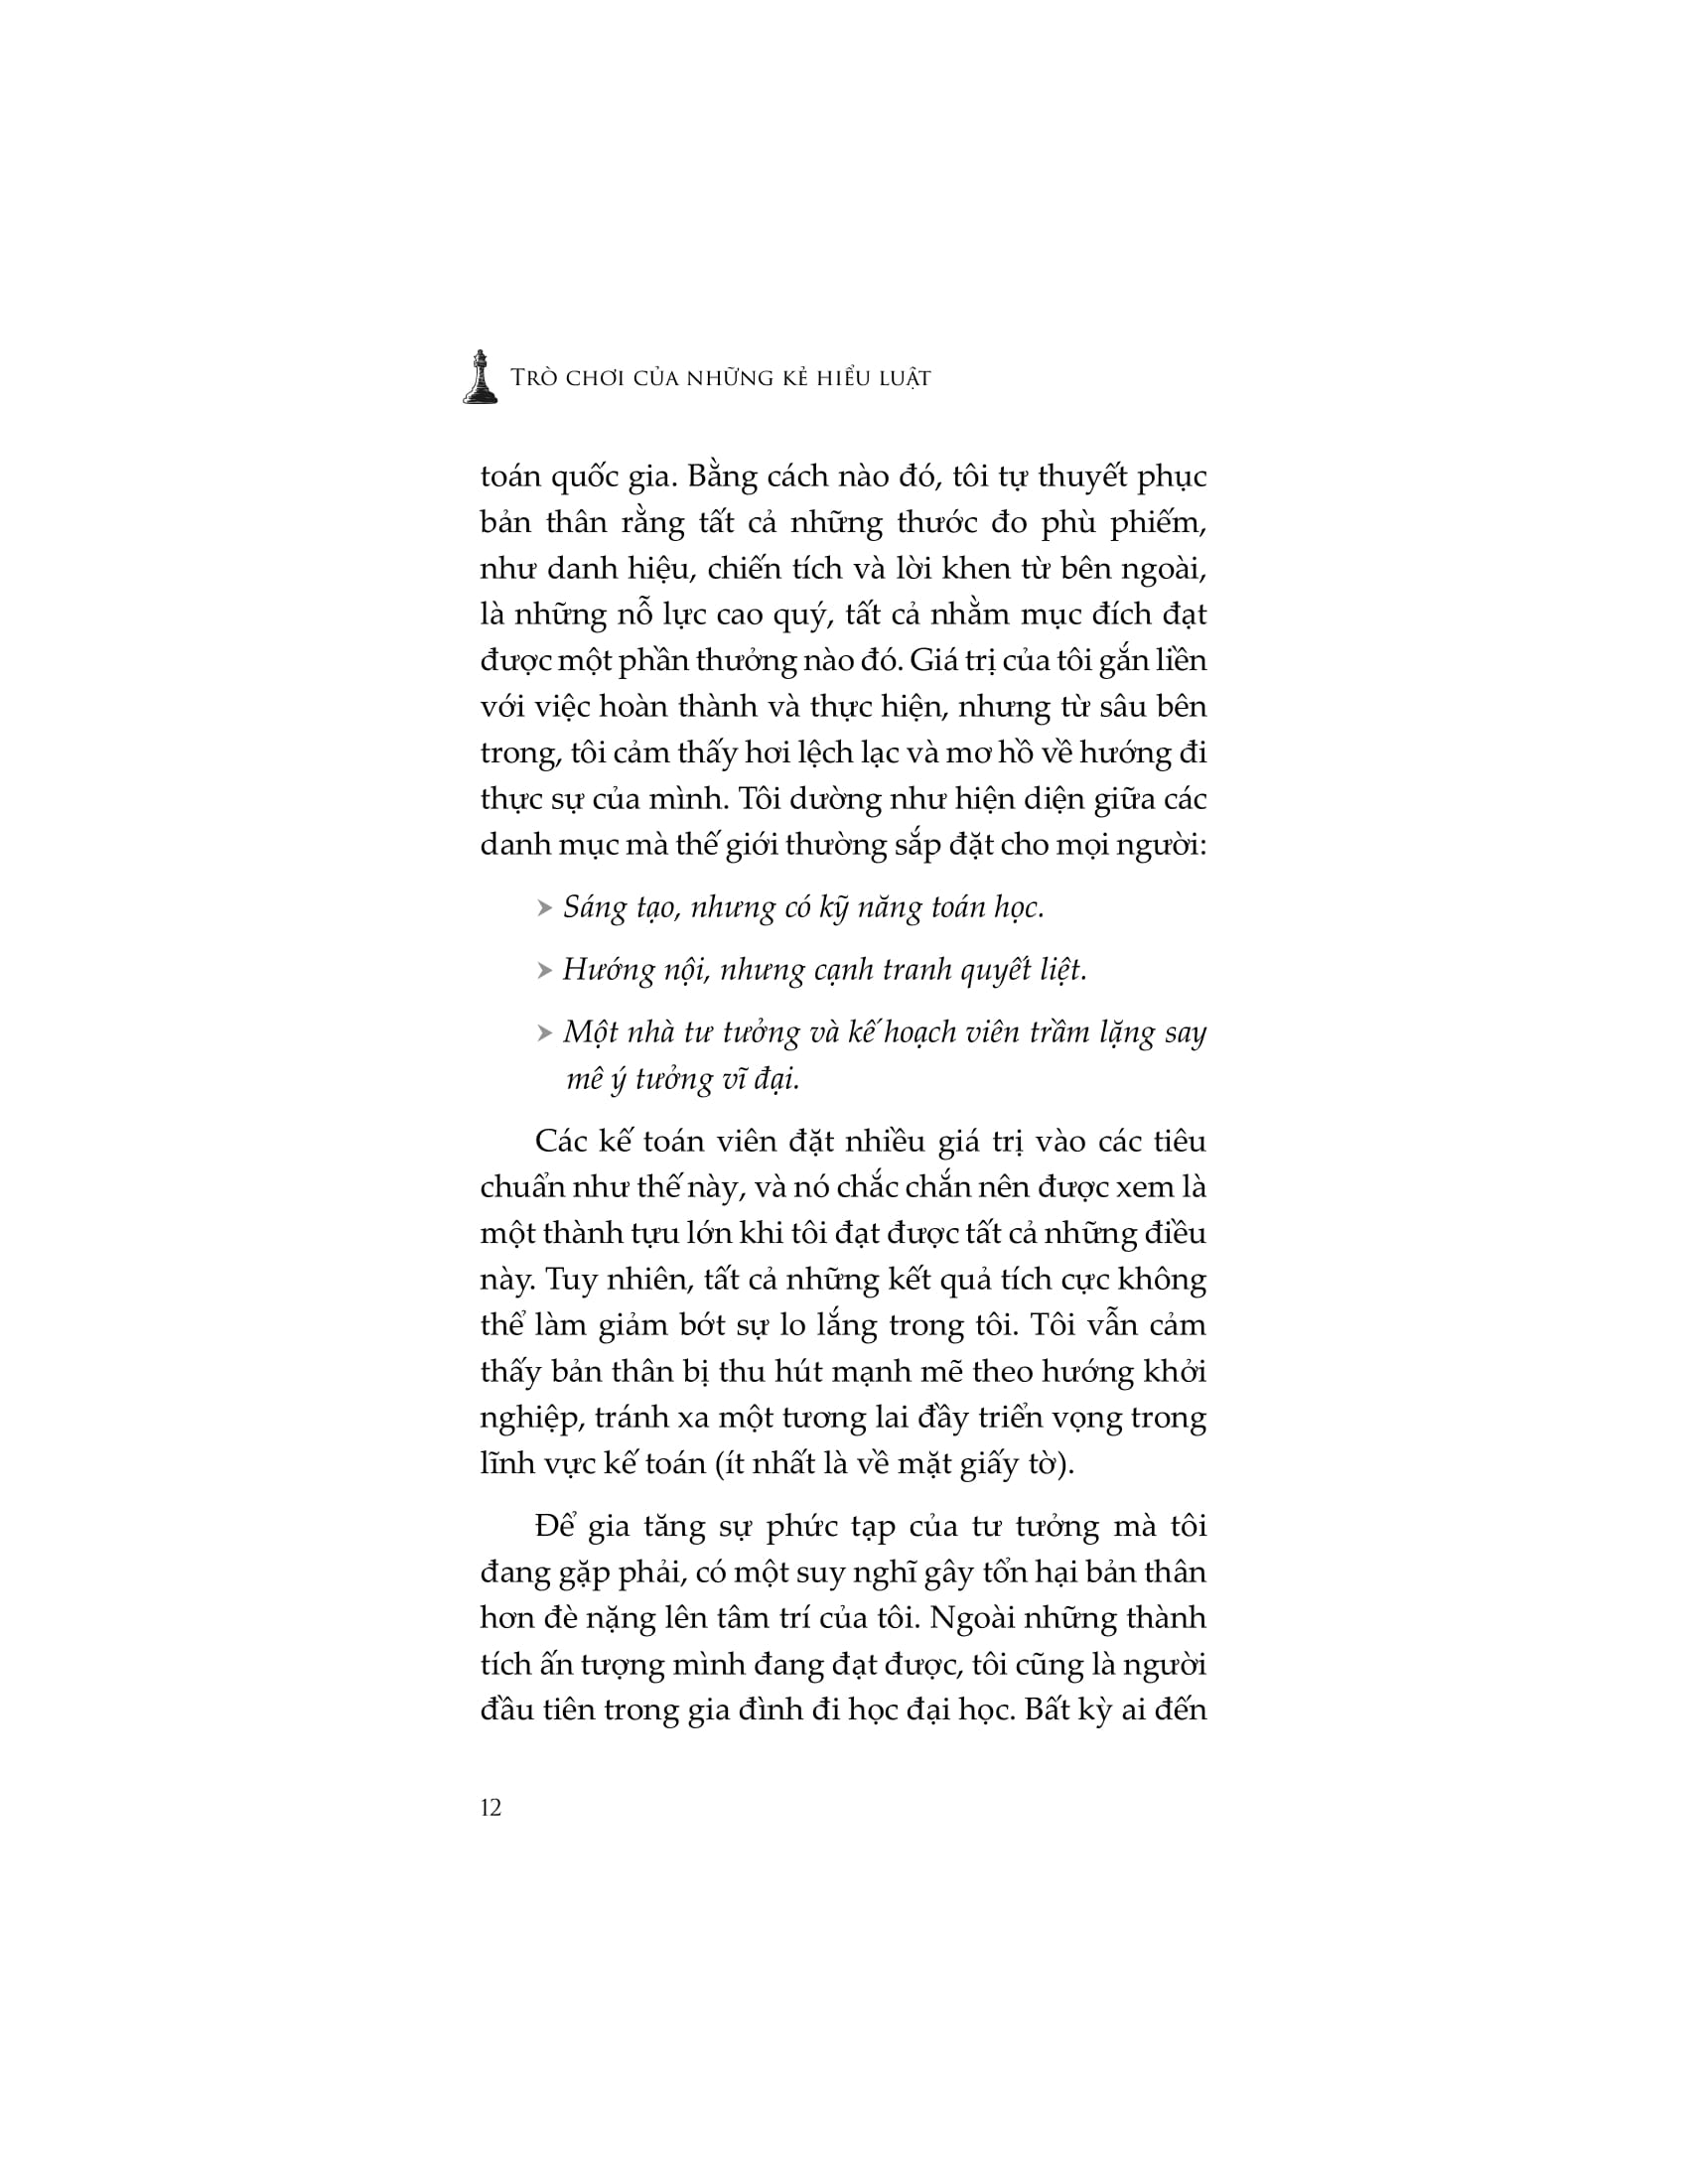 TRÒ CHƠI CỦA NHỮNG KẺ HIỂU LUẬT
toán quốc gia. Bằng cách nào đó, tôi tự thuyết phục
bản thân rằng tất cả những thước đo phù phiếm,
như danh hiệu, chiến tích và lời khen từ bên ngoài,
là những nỗ lực cao quý, tất cả nhằm mục đích đạt
được một phần thưởng nào đó. Giá trị của tôi gắn liền
với việc hoàn thành và thực hiện, nhưng từ sâu bên
trong, tôi cảm thấy hơi lệch lạc và mơ hồ về hướng đi
thực sự của mình. Tôi dường như hiện diện giữa các
danh mục mà thế giới thường sắp đặt cho mọi người:
➤ Sáng tạo, nhưng có kỹ năng toán học.
➤ Hướng nội, nhưng cạnh tranh quyết liệt.
➤ Một nhà tư tưởng và kế hoạch viên trầm lặng say
mê ý tưởng vĩ đại.
Các kế toán viên đặt nhiều giá trị vào các tiêu
chuẩn như thế này, và nó chắc chắn nên được xem là
một thành tựu lớn khi tôi đạt được tất cả những điều
này. Tuy nhiên, tất cả những kết quả tích cực không
thể làm giảm bớt sự lo lắng trong tôi. Tôi vẫn cảm
thấy bản thân bị thu hút mạnh mẽ theo hướng khởi
nghiệp, tránh xa một tương lai đầy triển vọng trong
lĩnh vực kế toán (ít nhất là về mặt giấy tờ).
Để gia tăng sự phức tạp của tư tưởng mà tôi
đang gặp phải, có một suy nghĩ gây tổn hại bản thân
hơn đè nặng lên tâm trí của tôi. Ngoài những thành
tích ấn tượng mình đang đạt được, tôi cũng là người
đầu tiên trong gia đình đi học đại học. Bất kỳ ai đến
12